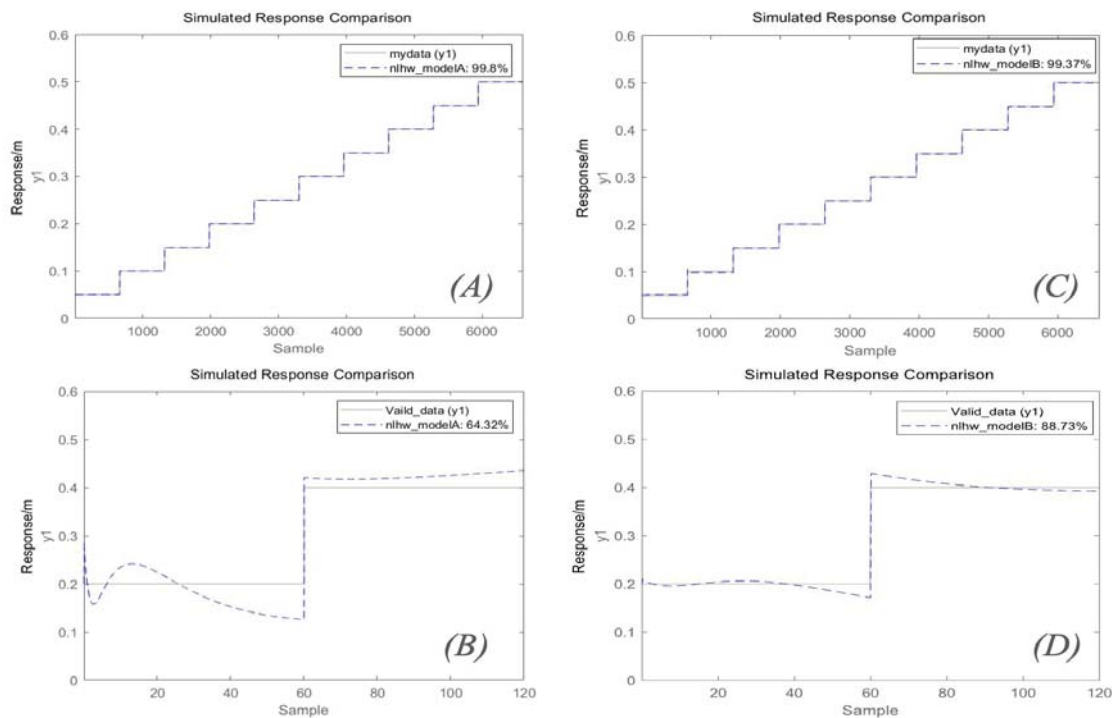 Simulated Response Comparison
0.6
0.5
0.4
0.3
0.2
0.1
0
Response/m
y1
mydata (y1)
nlhw_modelA: 99.8%
(A)
1000 2000 3000 4000 5000 6000
Sample
Simulated Response Comparison
0.6
0.5
0.4
0.3
0.2
0.1
0
Response/m
y1
mydata (y1)
nlhw_modelB: 99.37%
(C)
1000 2000 3000 4000 5000 6000
Sample
Simulated Response Comparison
0.6
0.5
0.4
0.3
0.2
0.1
0
Response/m
y1
Vaild_data (y1)
nlhw_modelA: 64.32%
(B)
20 40 60 80 100 120
Sample
Simulated Response Comparison
0.6
0.5
0.4
0.3
0.2
0.1
0
Response/m
y1
Valid_data (y1)
nlhw_modelB: 88.73%
(D)
20 40 60 80 100 120
Sample